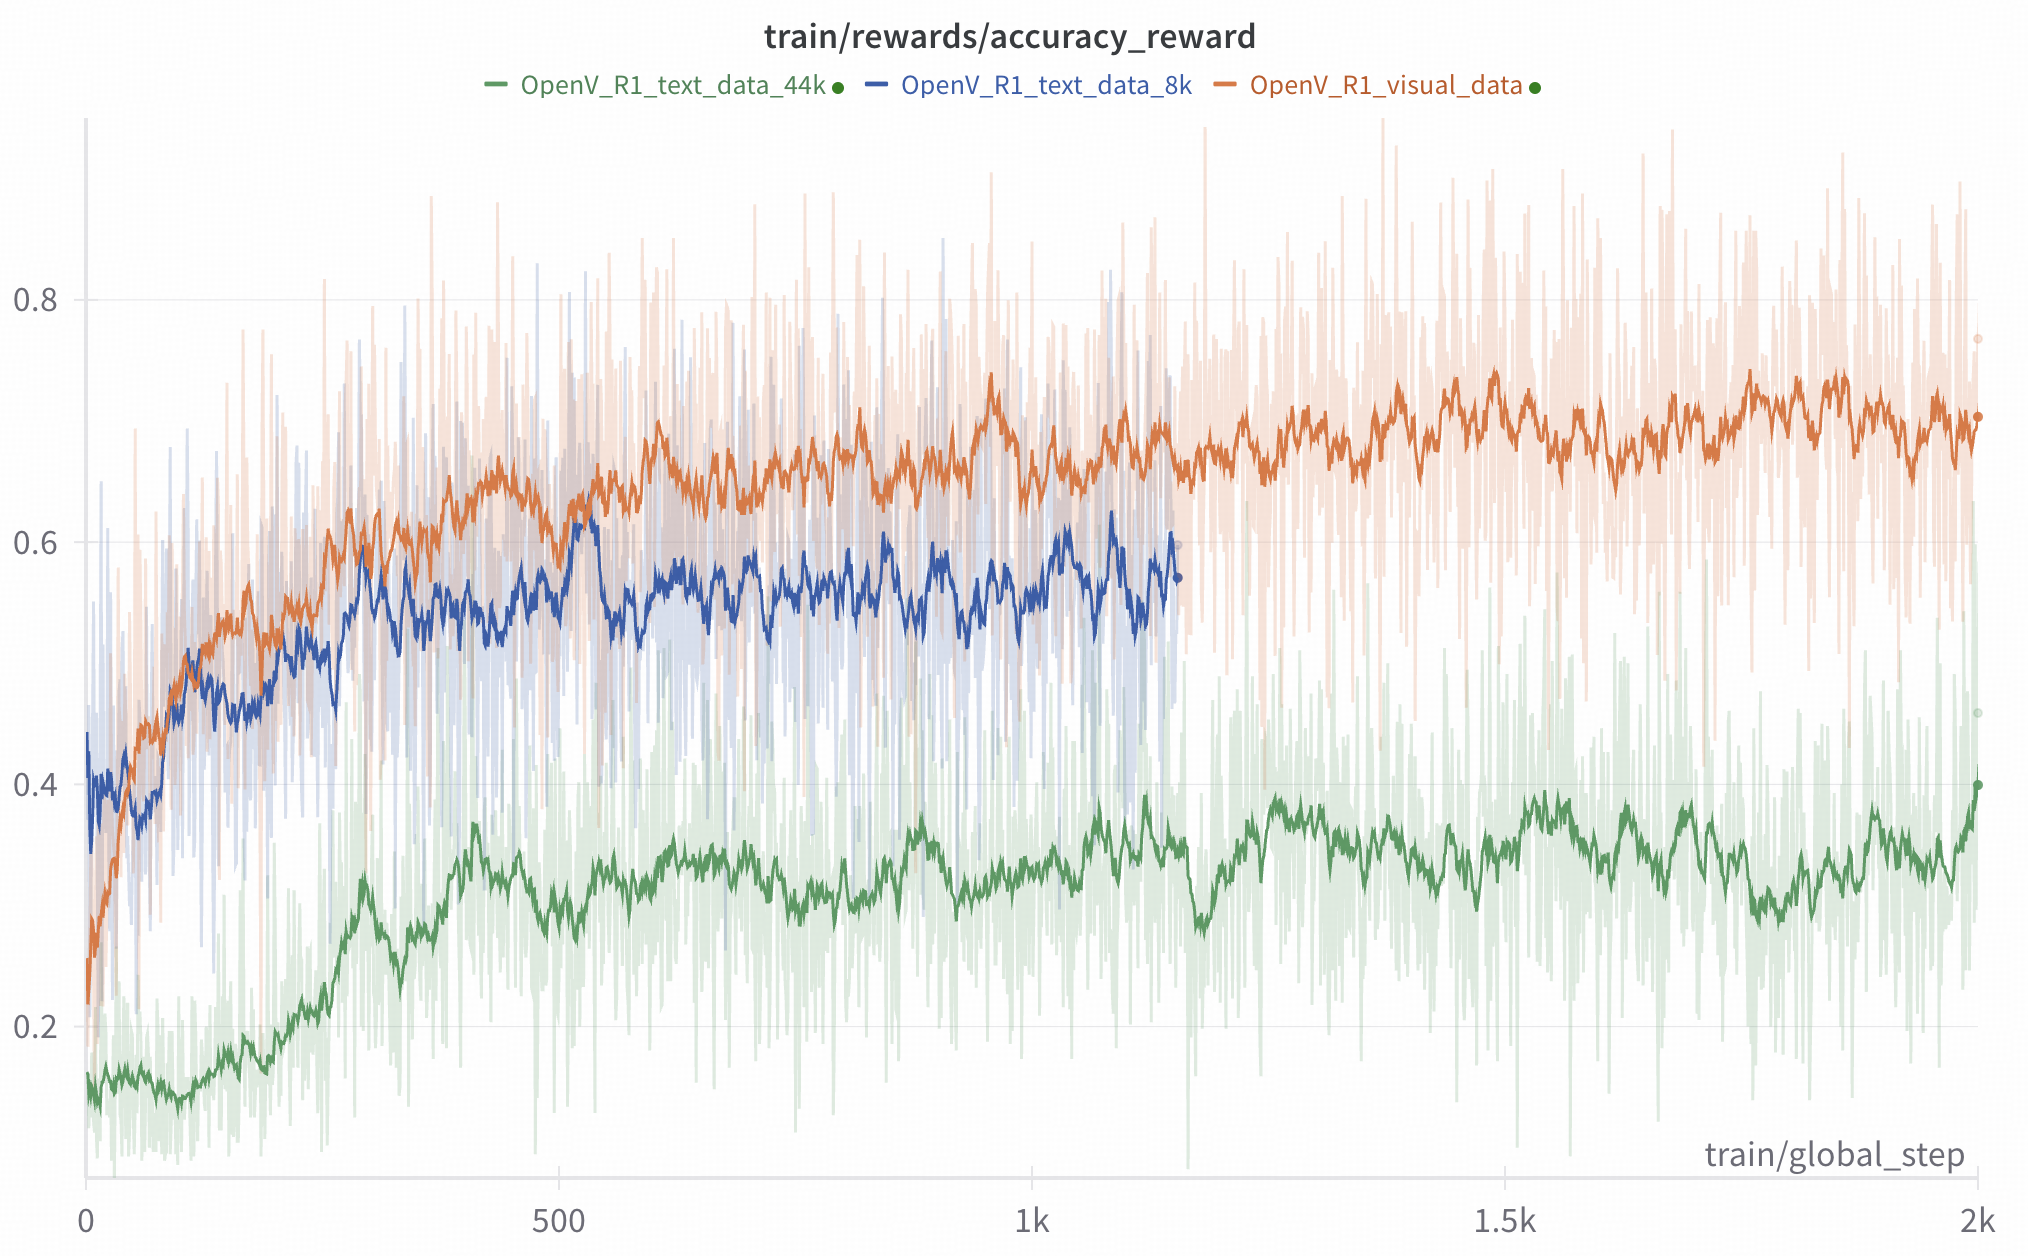 train/rewards/accuracy_reward
OpenV_R1_text_data_44k OpenV_R1_text_data_8k OpenV_R1_visual_data
0.8
0.6
0.4
0.2
train/global_step
0 500 1k 1.5k 2k